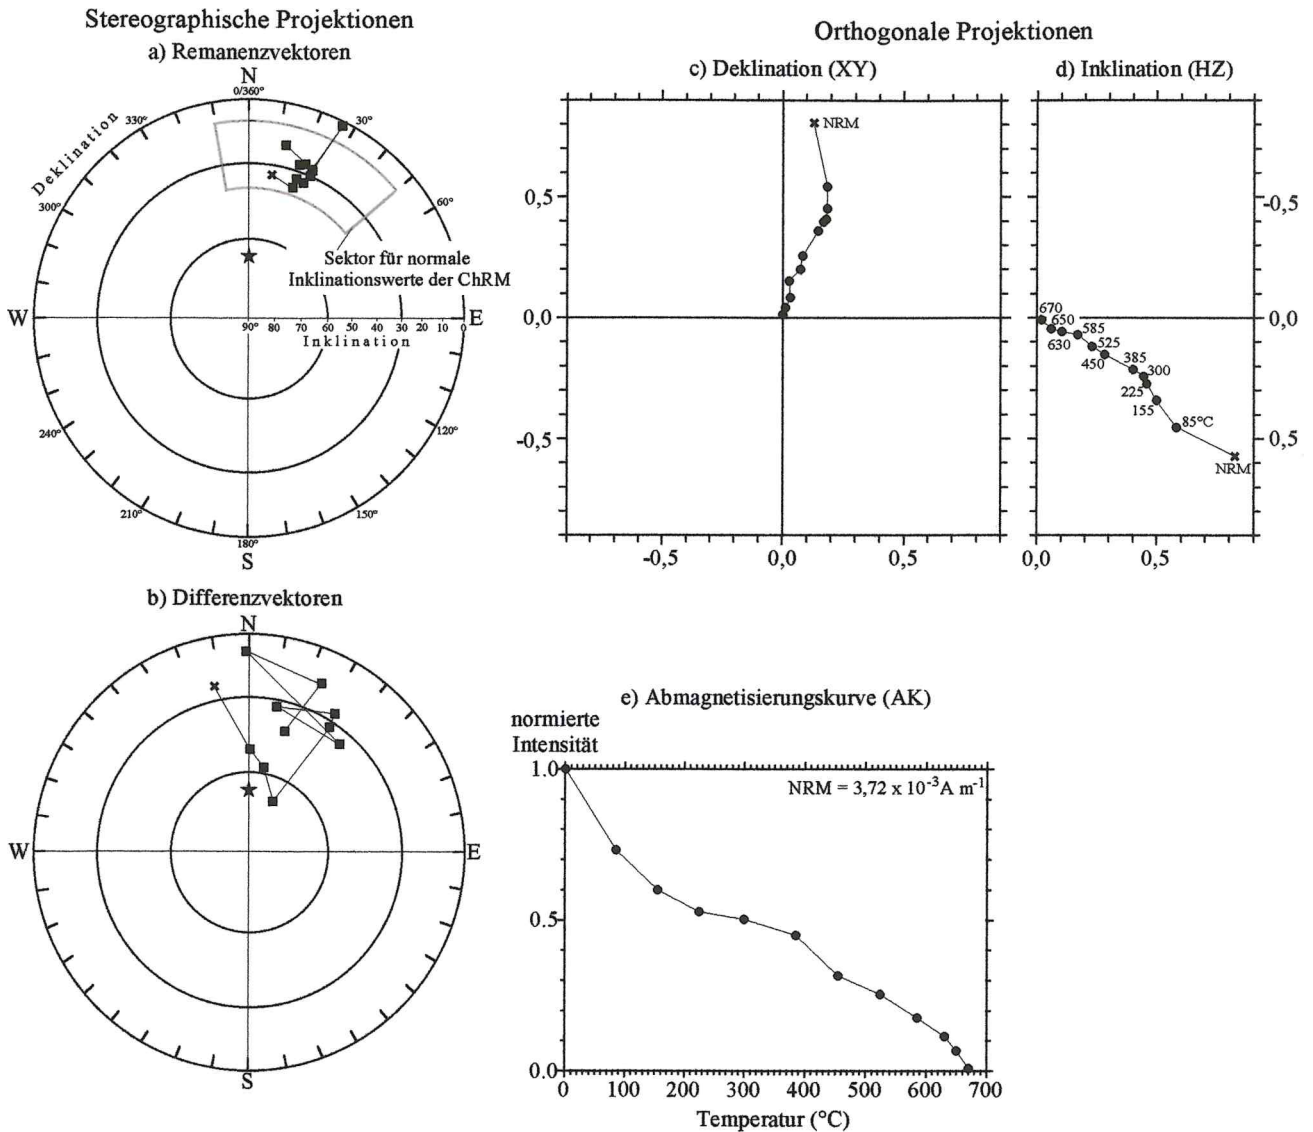 Stereographische Projektionen
a) Remanenzvektoren
N
0/360°
30°
60°
E
120°
150°
180°
S
210°
240°
W
300°
330°
Deklination
Sektor für normale
Inklinationswerte der ChRM
90° 80 70 60 50 40 30 20 10 0
Inklination
b) Differenzvektoren
N
W
E
S
Orthogonale Projektionen
c) Deklination (XY)
NRM
0,5
0,0
-0,5
-0,5 0,0 0,5
d) Inklination (HZ)
-0,5
0,0
0,5
670
650
630
585
525
450
385
300
225
155
85°C
NRM
0,0 0,5
e) Abmagnetisierungskurve (AK)
normierte
Intensität
1.0
0.5
0.0
NRM = 3,72 x 10⁻³A m⁻¹
0 100 200 300 400 500 600 700
Temperatur (°C)